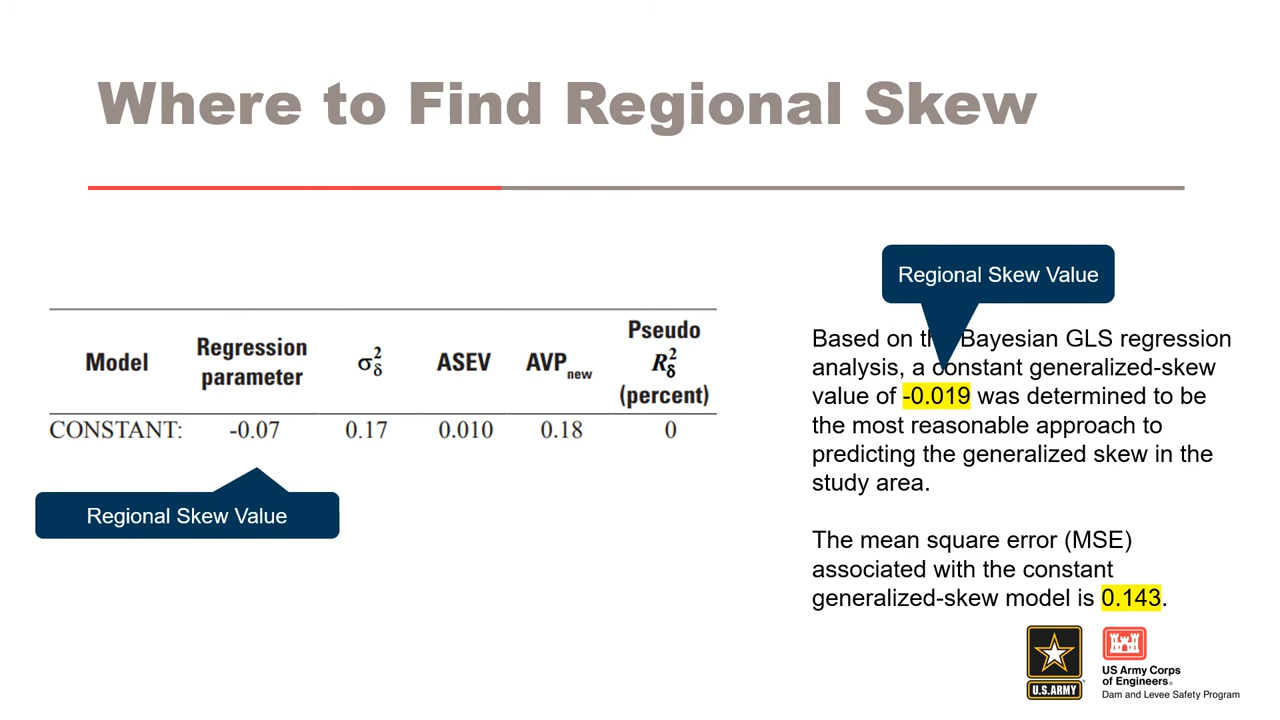 Where to Find Regional Skew
Regional Skew Value
Model Regression parameter σ²δ ASEV AVPnew Pseudo R²δ (percent)
CONSTANT: -0.07 0.17 0.010 0.18 0
Regional Skew Value
Based on th Bayesian GLS regression
analysis, a constant generalized-skew
value of -0.019 was determined to be
the most reasonable approach to
predicting the generalized skew in the
study area.
The mean square error (MSE)
associated with the constant
generalized-skew model is 0.143.
U.S.ARMY
US Army Corps
of Engineers®
Dam and Levee Safety Program